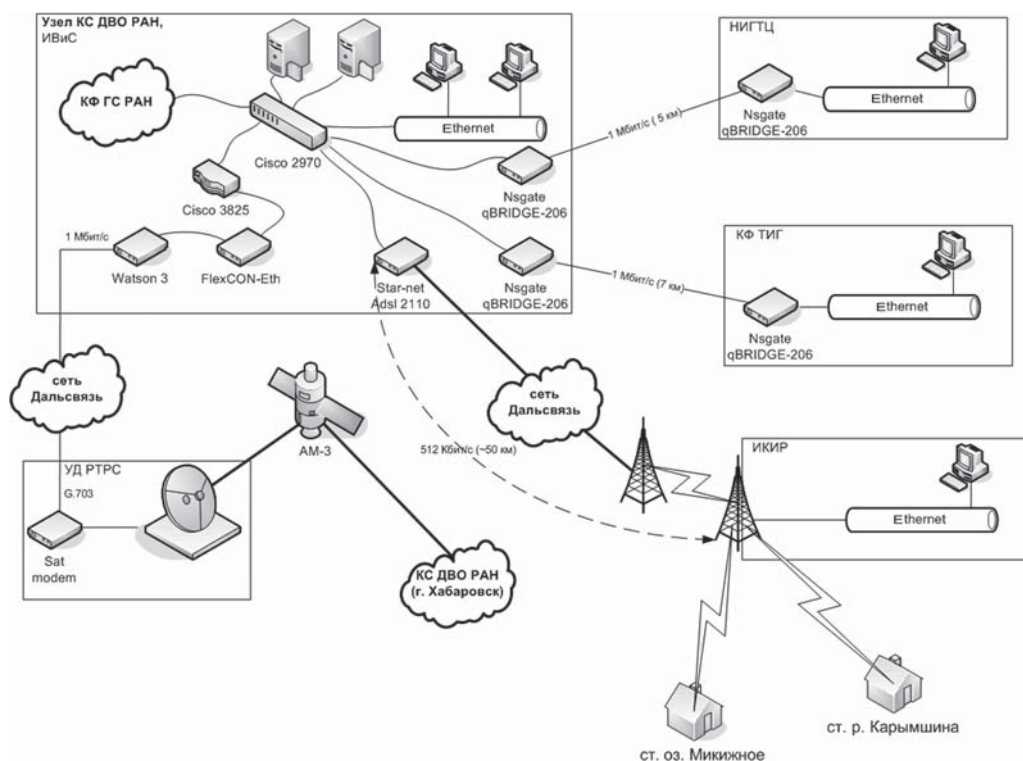 Узел КС ДВО РАН,
ИВиС
КФ ГС РАН
Ethernet
Cisco 2970
Nsgate
qBRIDGE-206
Cisco 3825
1 Мбит/с
Watson 3
FlexCON-Eth
Star-net
Adsl 2110
Nsgate
qBRIDGE-206
1 Мбит/с ( 5 км)
НИГТЦ
Ethernet
Nsgate
qBRIDGE-206
1 Мбит/с (7 км)
КФ ТИГ
Ethernet
Nsgate
qBRIDGE-206
сеть
Дальсвязь
АМ-3
сеть
Дальсвязь
512 Кбит/с (~50 км)
УД РТРС
G.703
Sat
modem
КС ДВО РАН
(г. Хабаровск)
ИКИР
Ethernet
ст. оз. Микижное
ст. р. Карымшина